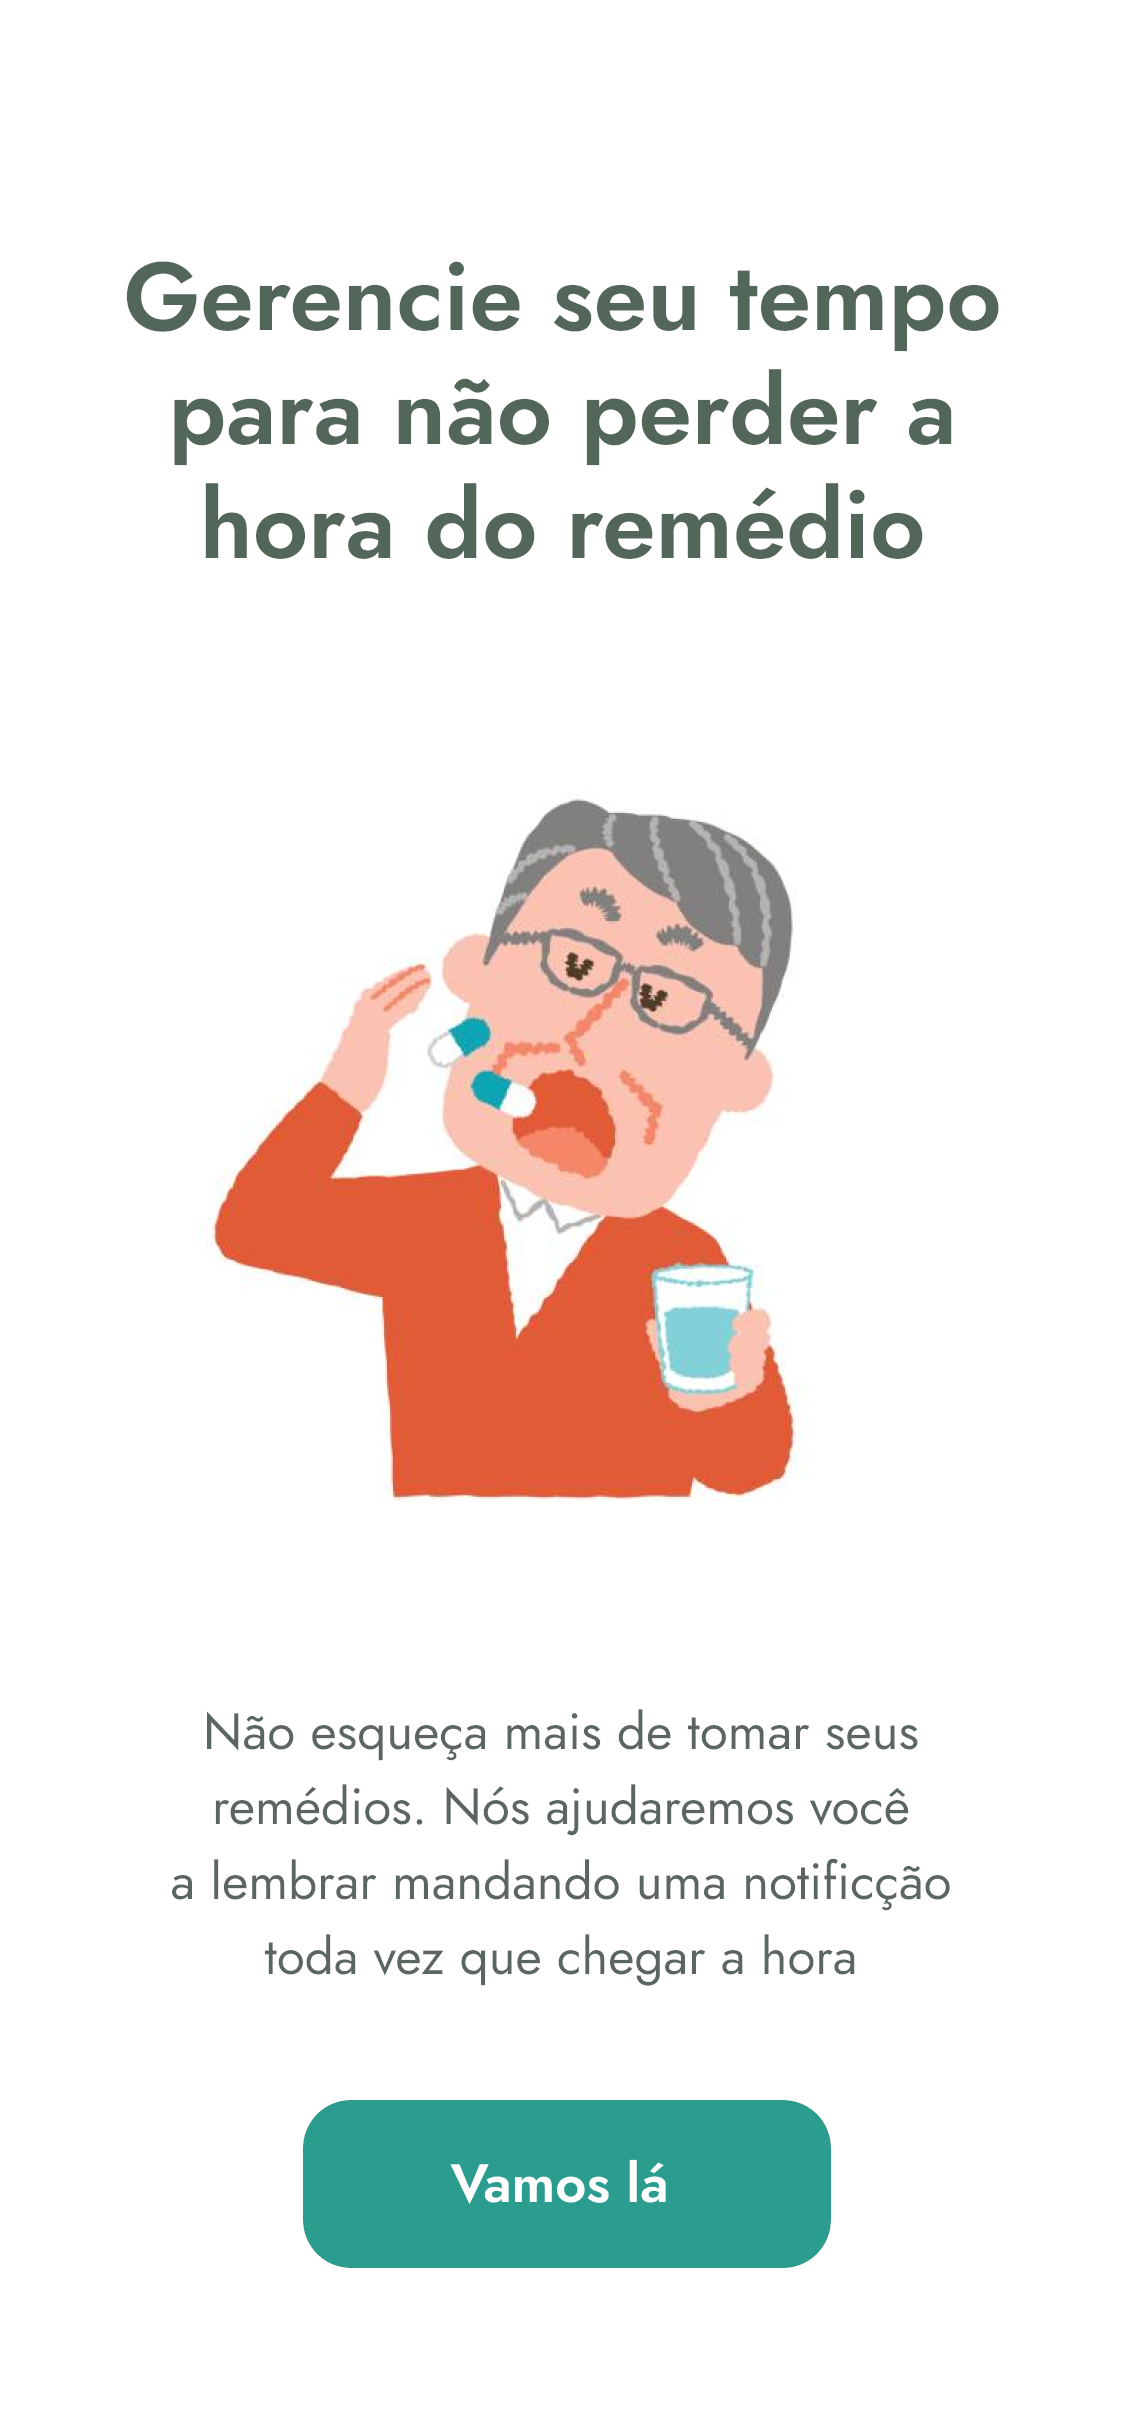 Gerencie seu tempo
para não perder a
hora do remédio
Não esqueça mais de tomar seus
remédios. Nós ajudaremos você
a lembrar mandando uma notificção
toda vez que chegar a hora
Vamos lá